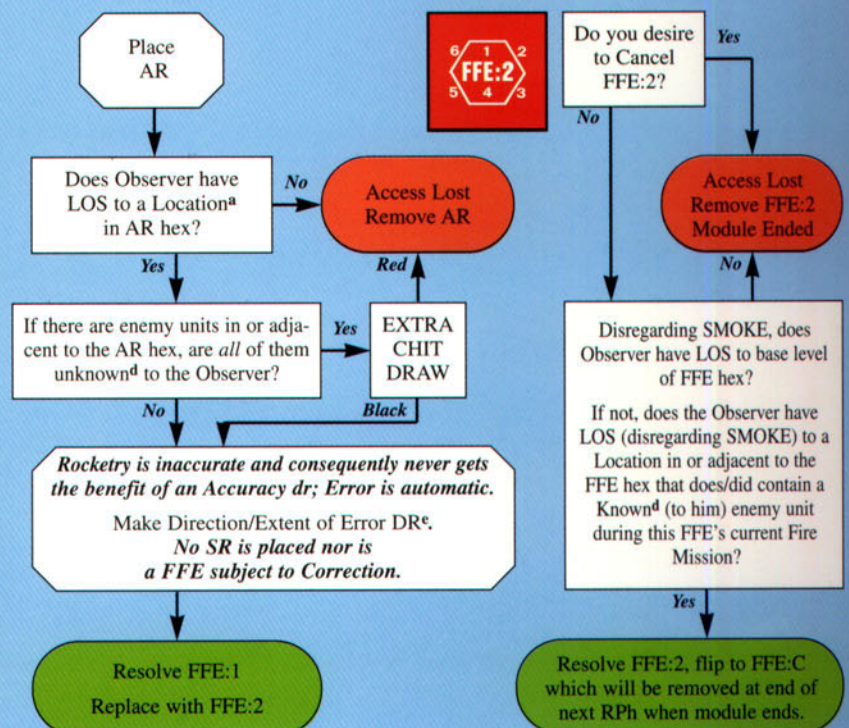 Place
AR
Does Observer have
LOS to a Locationᵃ
in AR hex?
No
Access Lost
Remove AR
Yes
Red
If there are enemy units in or adja-
cent to the AR hex, are all of them
unknownᵈ to the Observer?
Yes
EXTRA
CHIT
DRAW
No
Black
Rocketry is inaccurate and consequently never gets
the benefit of an Accuracy dr; Error is automatic.
Make Direction/Extent of Error DRᵉ.
No SR is placed nor is
a FFE subject to Correction.
Resolve FFE:1
Replace with FFE:2
6 1 2
FFE:2
5 4 3
Do you desire
to Cancel
FFE:2?
Yes
No
Access Lost
Remove FFE:2
Module Ended
No
Disregarding SMOKE, does
Observer have LOS to base level
of FFE hex?
If not, does the Observer have
LOS (disregarding SMOKE) to a
Location in or adjacent to the
FFE hex that does/did contain a
Knownᵈ (to him) enemy unit
during this FFE's current Fire
Mission?
Yes
Resolve FFE:2, flip to FFE:C
which will be removed at end of
next RPh when module ends.